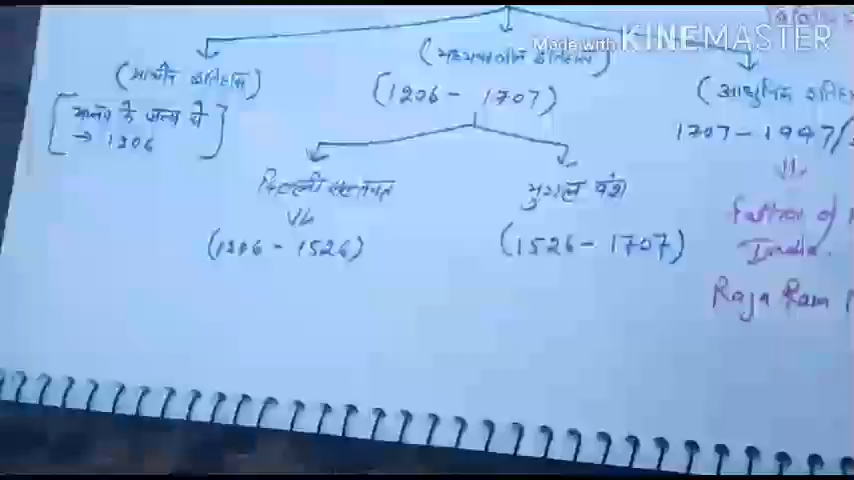 Made with KINEMASTER
(प्राचीन इतिहास)
[मानव के जन्म से
→ 1206]
(मध्यकालीन इतिहास)
(1206 - 1707)
दिल्ली सल्तनत
(1206 - 1526)
मुगल वंश
(1526 - 1707)
(आधुनिक
1707 - 1947/
Father of
India.
Raja Ram